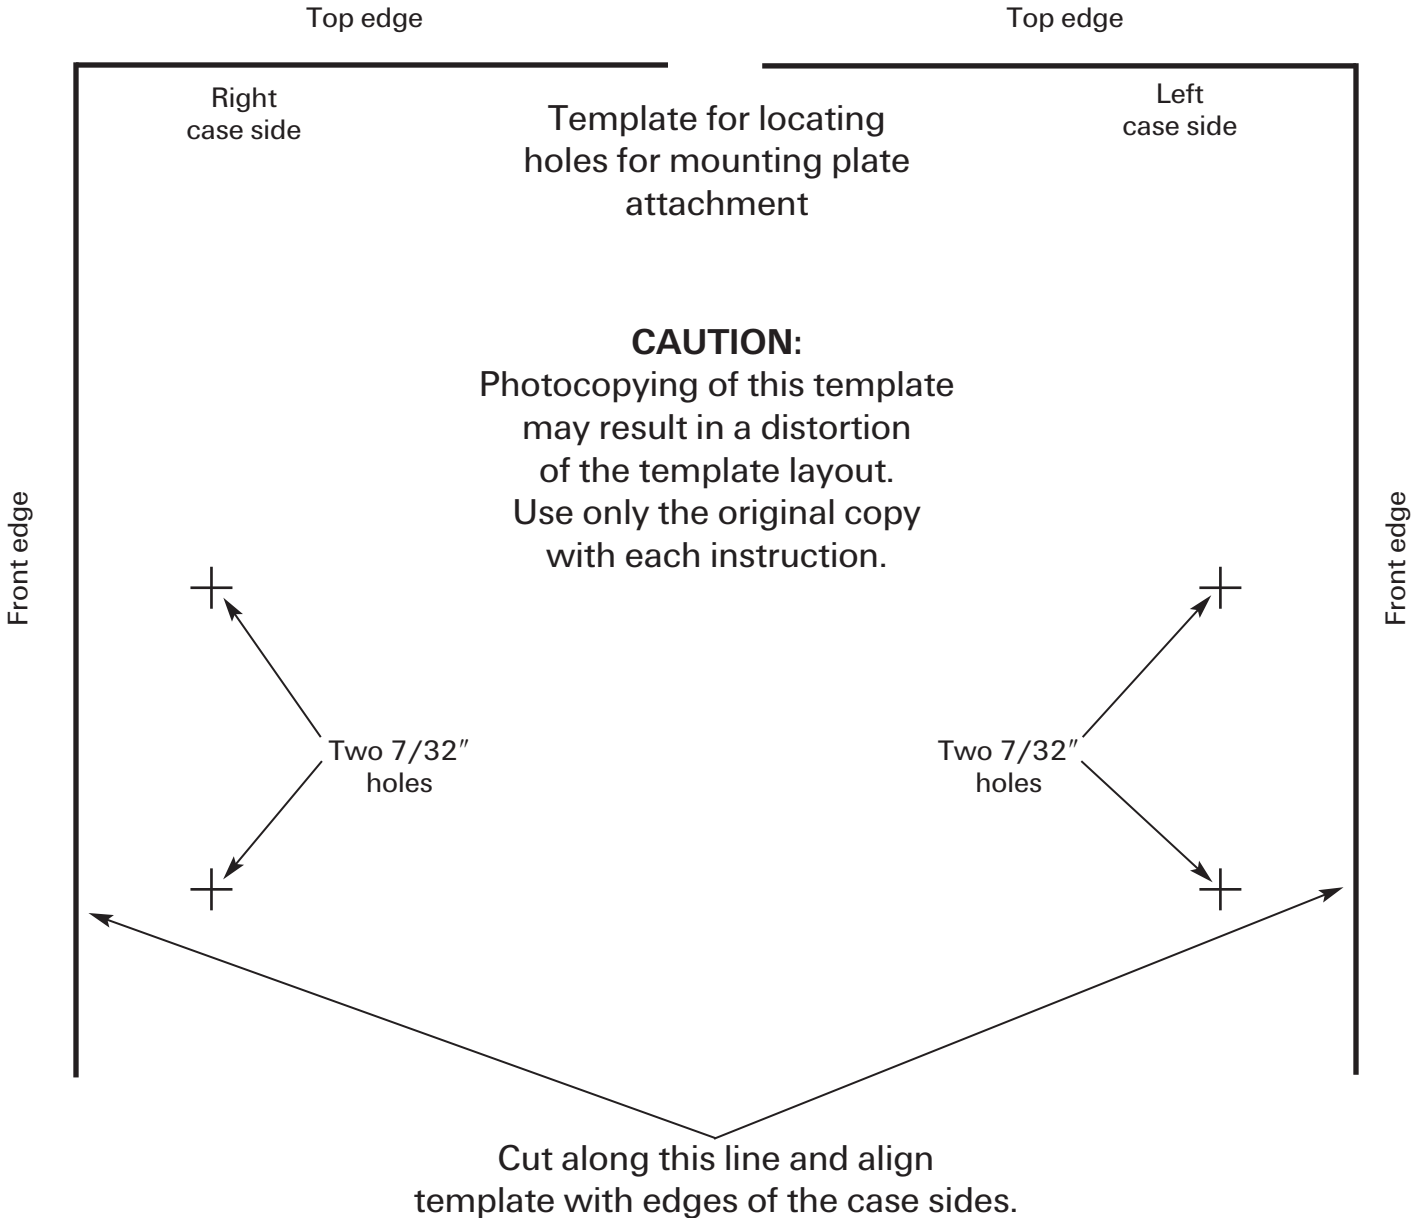 Top edge
Top edge
Right
case side
Left
case side
Template for locating
holes for mounting plate
attachment
CAUTION:
Photocopying of this template
may result in a distortion
of the template layout.
Use only the original copy
with each instruction.
Front edge
Front edge
Two 7/32″
holes
Two 7/32″
holes
Cut along this line and align
template with edges of the case sides.